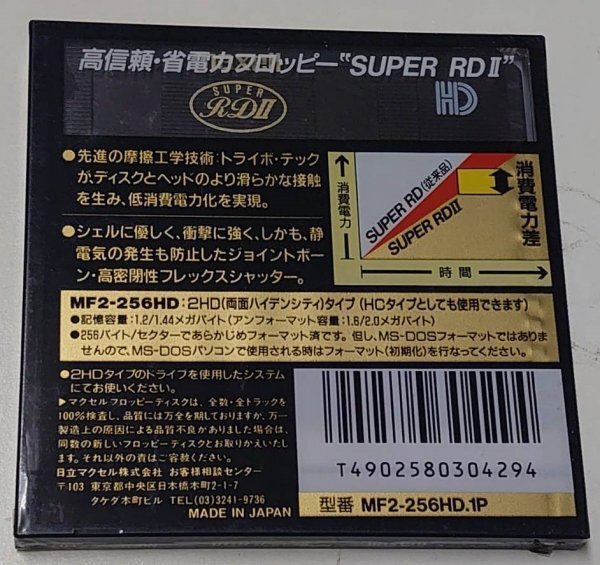 高信頼・省電力フロッピー“SUPER RDⅡ”
SUPER
RDⅡ
HD
●先進の摩擦工学技術:トライボ・テック
がディスクとヘッドのより滑らかな接触
を生み、低消費電力化を実現。
●シェルに優しく、衝撃に強く、しかも、静
電気の発生も防止したジョイントボー
ン・高密閉性フレックスシャッター。
消費電力
SUPER RD(従来品)
SUPER RDⅡ
消費電力差
時間
MF2-256HD:2HD(両面ハイデンシティ)タイプ(HCタイプとしても使用できます)
●記憶容量:1.2/1.44メガバイト(アンフォーマット容量:1.6/2.0メガバイト)
●256バイト/セクターであらかじめフォーマット済です。但し、MS-DOSフォーマットではありま
せんので、MS-DOSパソコンで使用される時はフォーマット(初期化)を行なってください。
●2HDタイプのドライブを使用したシステム
にてお使いください。
▶マクセルフロッピーディスクは、全数・全トラックを
100%検査し、品質には万全を期しておりますが、万一
製造上の原因による品質不良がありました場合は、
同数の新しいフロッピーディスクとお取りかえいたし
ます。それ以外の責はご容赦ください。
日立マクセル株式会社 お客様相談センター
〒103 東京都中央区日本橋本町2-1-7
タケダ本町ビル TEL(03)3241-9736
MADE IN JAPAN
T4902580304294
型番 MF2-256HD.1P